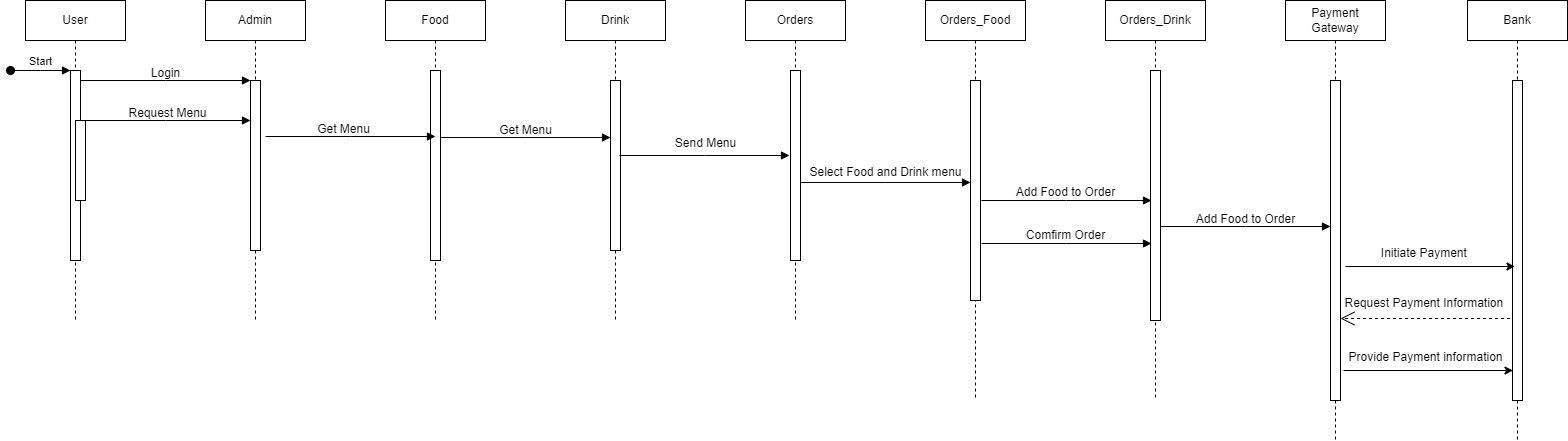 User
Admin
Food
Drink
Orders
Orders_Food
Orders_Drink
Payment
Gateway
Bank
Start
Login
Request Menu
Get Menu
Get Menu
Send Menu
Select Food and Drink menu
Add Food to Order
Add Food to Order
Comfirm Order
Initiate Payment
Request Payment Information
Provide Payment information